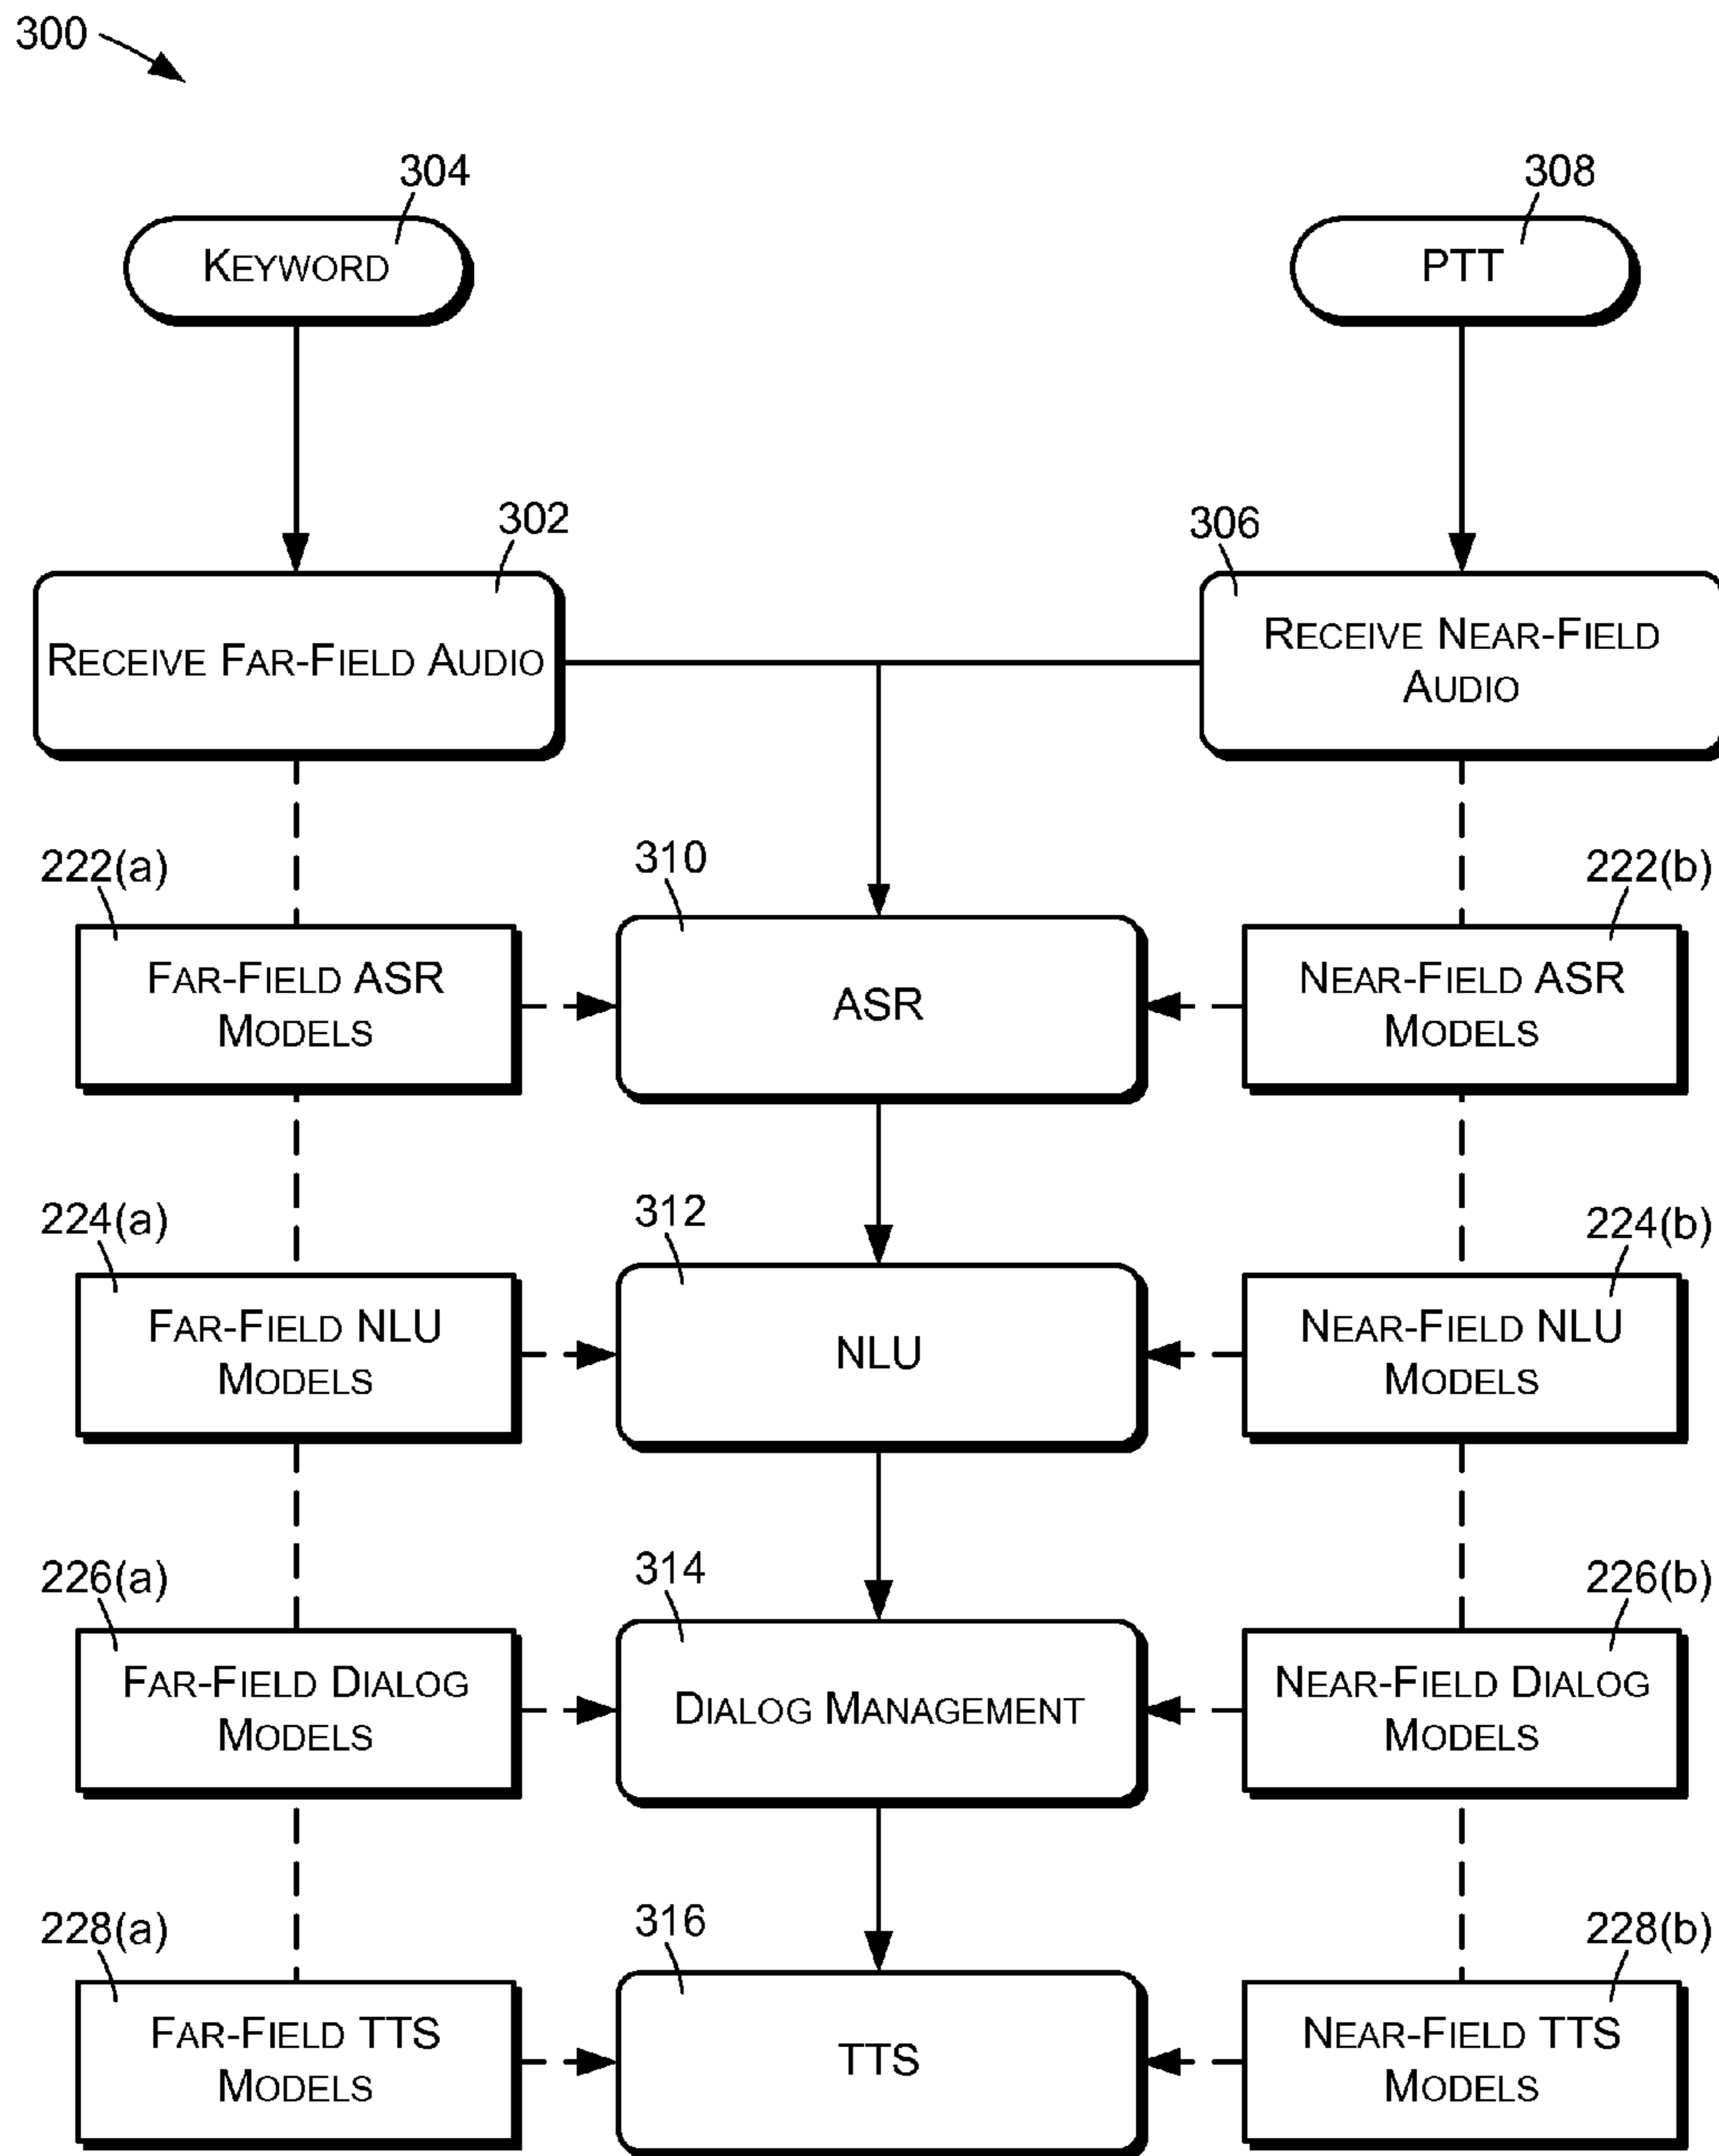 300
304
308
KEYWORD
PTT
302
306
RECEIVE FAR-FIELD AUDIO
RECEIVE NEAR-FIELD
AUDIO
222(a)
310
222(b)
FAR-FIELD ASR
MODELS
ASR
NEAR-FIELD ASR
MODELS
224(a)
312
224(b)
FAR-FIELD NLU
MODELS
NLU
NEAR-FIELD NLU
MODELS
226(a)
314
226(b)
FAR-FIELD DIALOG
MODELS
DIALOG MANAGEMENT
NEAR-FIELD DIALOG
MODELS
228(a)
316
228(b)
FAR-FIELD TTS
MODELS
TTS
NEAR-FIELD TTS
MODELS